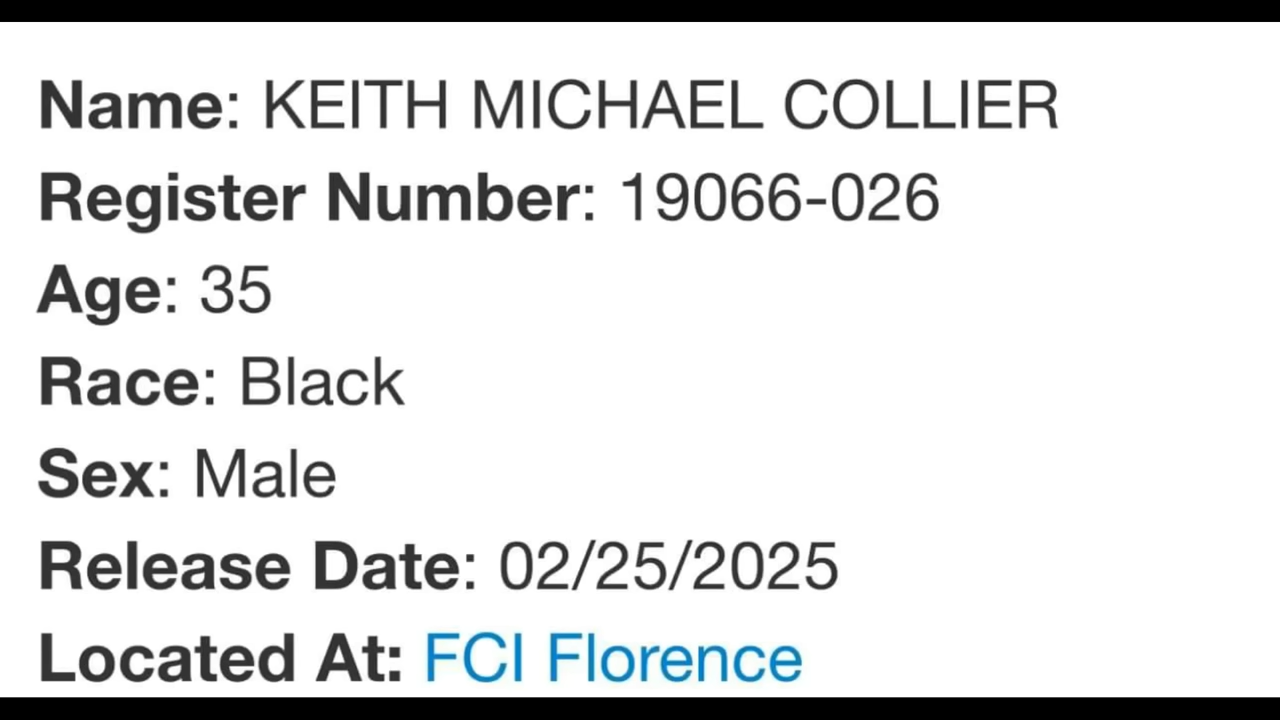 Name: KEITH MICHAEL COLLIER
Register Number: 19066-026
Age: 35
Race: Black
Sex: Male
Release Date: 02/25/2025
Located At: FCI Florence